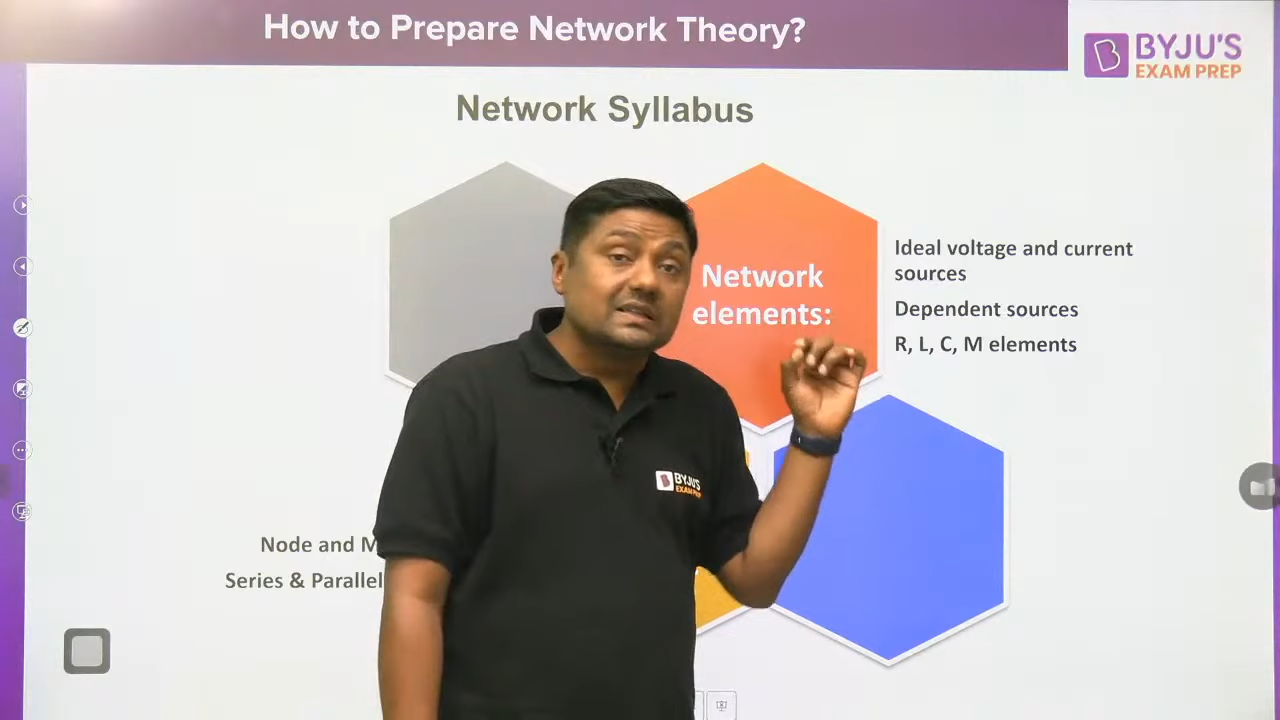 How to Prepare Network Theory?
BYJU'S
EXAM PREP
Network Syllabus
Network
elements:
Ideal voltage and current
sources
Dependent sources
R, L, C, M elements
BYJU'S
EXAM PREP
Node and
Series & Parallel